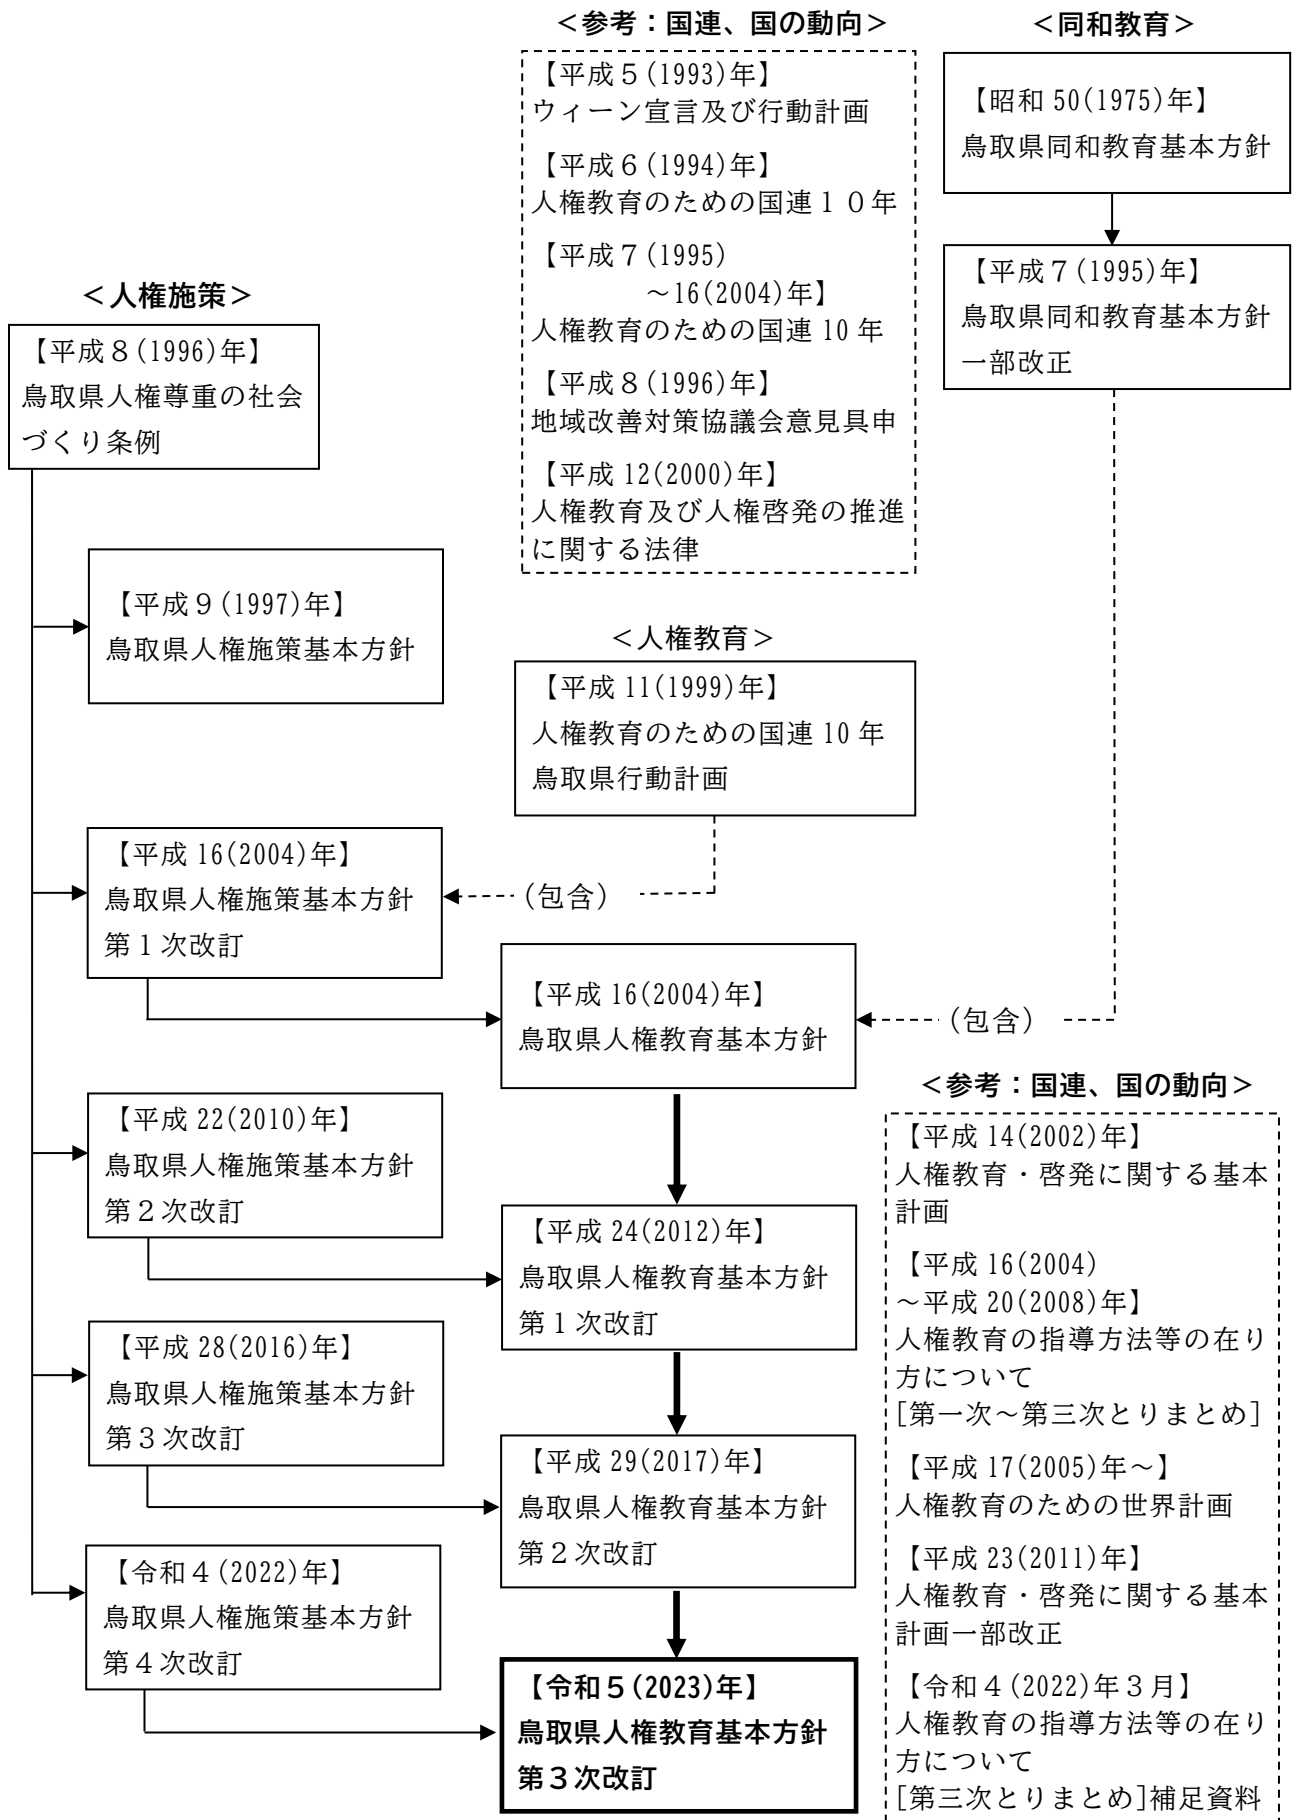 ＜参考：国連、国の動向＞
【平成５(1993)年】
ウィーン宣言及び行動計画
【平成６(1994)年】
人権教育のための国連１０年
【平成７(1995)
～16(2004)年】
人権教育のための国連 10 年
【平成８(1996)年】
地域改善対策協議会意見具申
【平成 12(2000)年】
人権教育及び人権啓発の推進
に関する法律
＜同和教育＞
【昭和 50(1975)年】
鳥取県同和教育基本方針
【平成７(1995)年】
鳥取県同和教育基本方針
一部改正
＜人権施策＞
【平成８(1996)年】
鳥取県人権尊重の社会
づくり条例
【平成９(1997)年】
鳥取県人権施策基本方針
＜人権教育＞
【平成 11(1999)年】
人権教育のための国連 10 年
鳥取県行動計画
【平成 16(2004)年】
鳥取県人権施策基本方針
第１次改訂
(包含)
【平成 16(2004)年】
鳥取県人権教育基本方針
(包含)
【平成 22(2010)年】
鳥取県人権施策基本方針
第２次改訂
【平成 24(2012)年】
鳥取県人権教育基本方針
第１次改訂
【平成 28(2016)年】
鳥取県人権施策基本方針
第３次改訂
【平成 29(2017)年】
鳥取県人権教育基本方針
第２次改訂
【令和４(2022)年】
鳥取県人権施策基本方針
第４次改訂
【令和５(2023)年】
鳥取県人権教育基本方針
第３次改訂
＜参考：国連、国の動向＞
【平成 14(2002)年】
人権教育・啓発に関する基本
計画
【平成 16(2004)
～平成 20(2008)年】
人権教育の指導方法等の在り
方について
[第一次～第三次とりまとめ]
【平成 17(2005)年～】
人権教育のための世界計画
【平成 23(2011)年】
人権教育・啓発に関する基本
計画一部改正
【令和４(2022)年３月】
人権教育の指導方法等の在り
方について
[第三次とりまとめ]補足資料